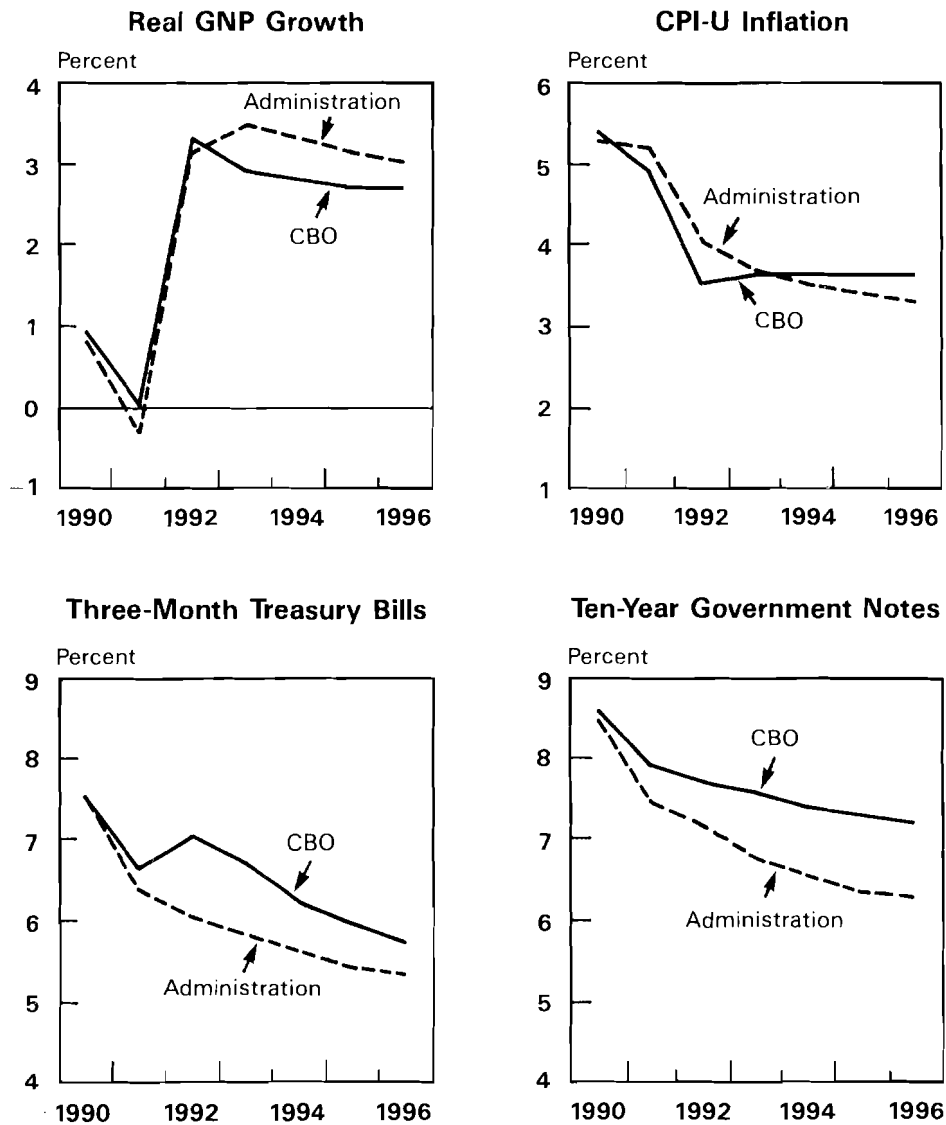 Real GNP Growth
Percent
4
3
2
1
0
-1
Administration
CBO
1990 1992 1994 1996
CPI-U Inflation
Percent
6
5
4
3
2
1
Administration
CBO
1990 1992 1994 1996
Three-Month Treasury Bills
Percent
9
8
7
6
5
4
CBO
Administration
1990 1992 1994 1996
Ten-Year Government Notes
Percent
9
8
7
6
5
4
CBO
Administration
1990 1992 1994 1996